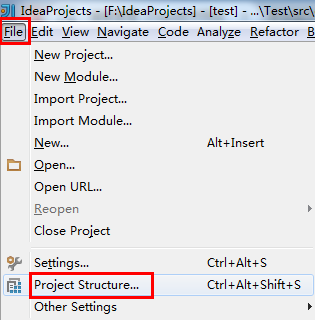 IdeaProjects - [F:\IdeaProjects] - [test] - ...\Test\src\
File Edit View Navigate Code Analyze Refactor
New Project...
New Module...
Import Project...
Import Module...
New... Alt+Insert
Open...
Open URL...
Reopen
Close Project
Settings... Ctrl+Alt+S
Project Structure... Ctrl+Alt+Shift+S
Other Settings